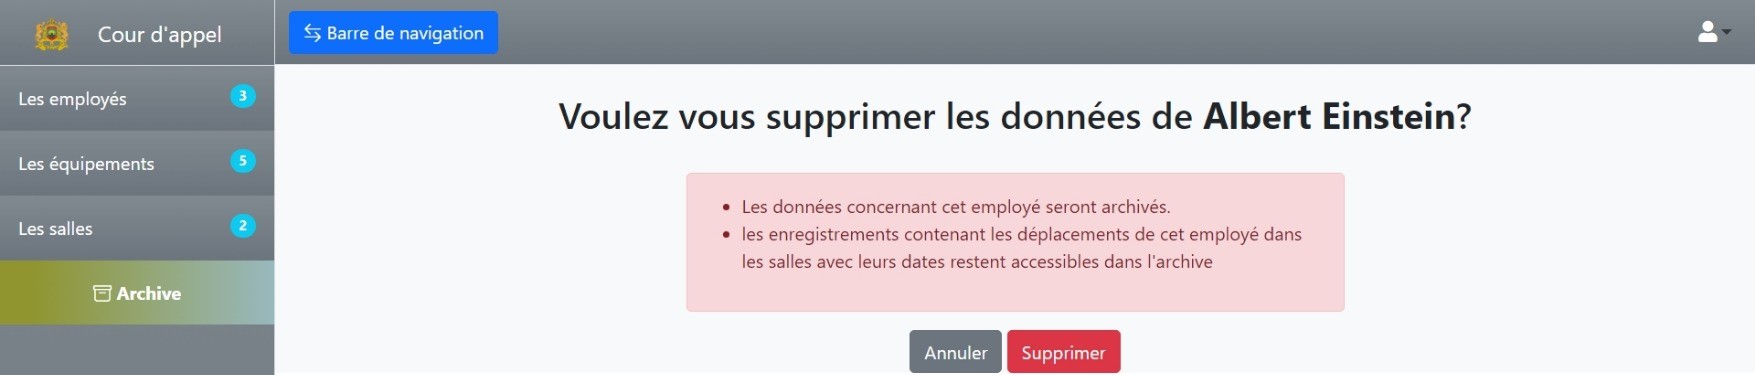 Cour d'appel
Barre de navigation
Les employés 3
Les équipements 5
Les salles 2
Archive
Voulez vous supprimer les données de Albert Einstein?
Les données concernant cet employé seront archivés.
les enregistrements contenant les déplacements de cet employé dans
les salles avec leurs dates restent accessibles dans l'archive
Annuler Supprimer